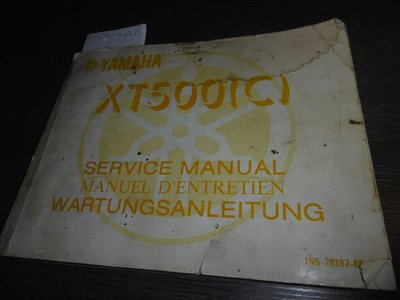 YAMAHA
XT500(C)
SERVICE MANUAL
MANUEL D'ENTRETIEN
WARTUNGSANLEITUNG